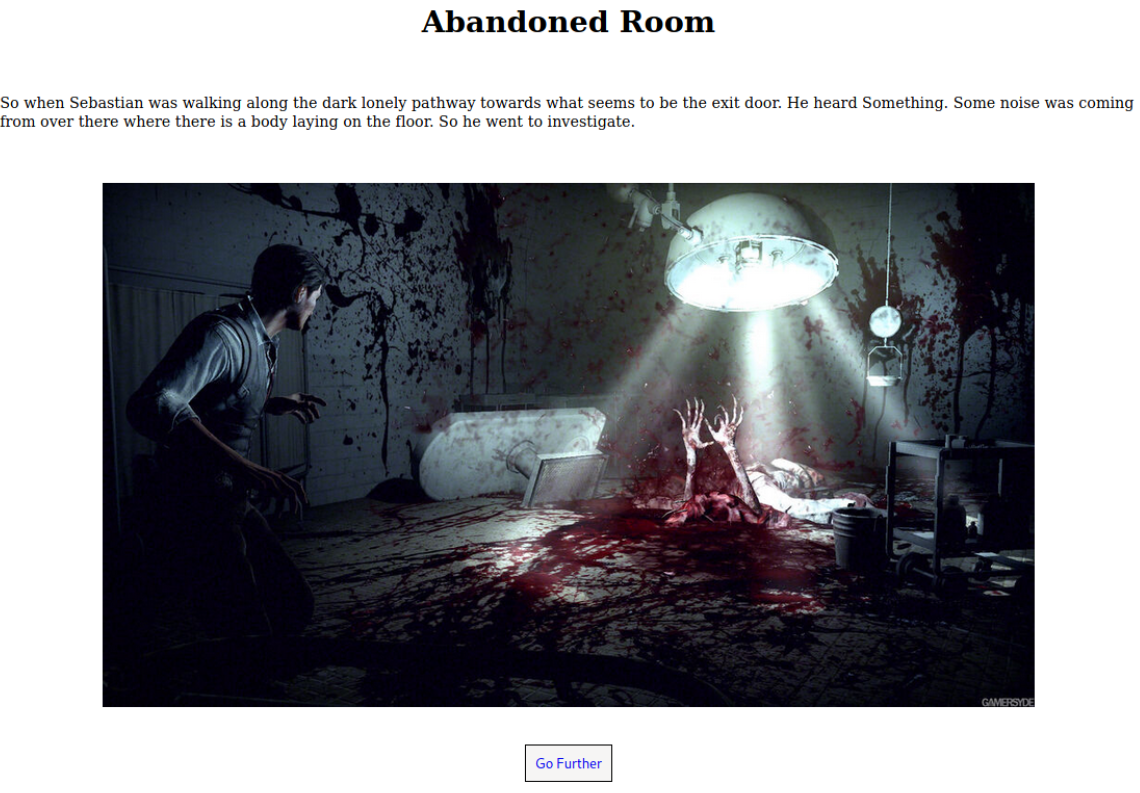 Abandoned Room
So when Sebastian was walking along the dark lonely pathway towards what seems to be the exit door. He heard Something. Some noise was coming
from over there where there is a body laying on the floor. So he went to investigate.
GAMERSYDE
Go Further